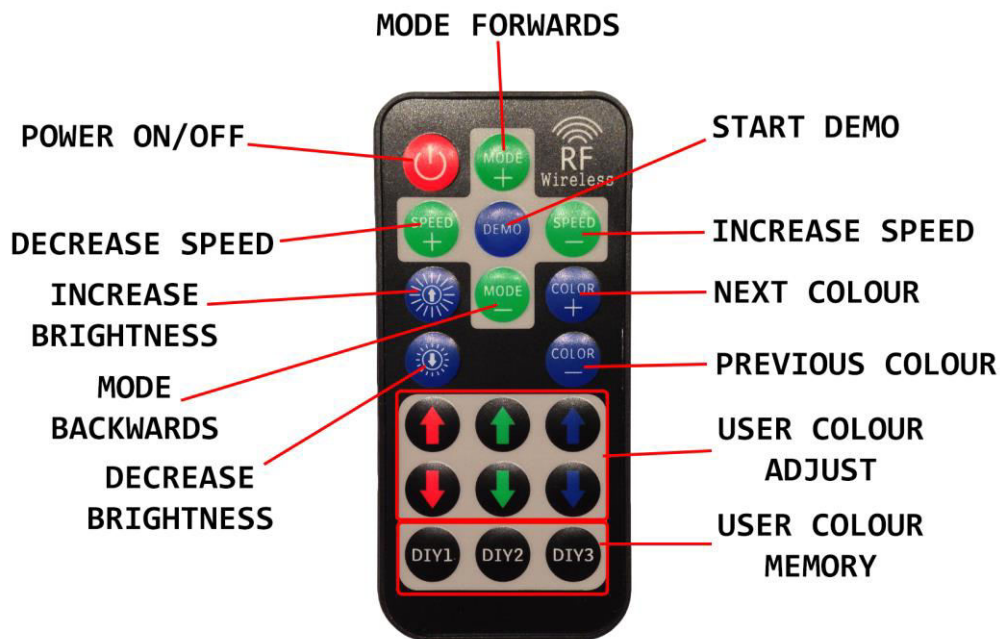 MODE FORWARDS
POWER ON/OFF
START DEMO
MODE
+
RF
Wireless
DECREASE SPEED
SPEED
+
DEMO
SPEED
−
INCREASE SPEED
INCREASE
BRIGHTNESS
MODE
−
COLOR
+
NEXT COLOUR
MODE
BACKWARDS
COLOR
−
PREVIOUS COLOUR
DECREASE
BRIGHTNESS
USER COLOUR
ADJUST
DIY1 DIY2 DIY3
USER COLOUR
MEMORY